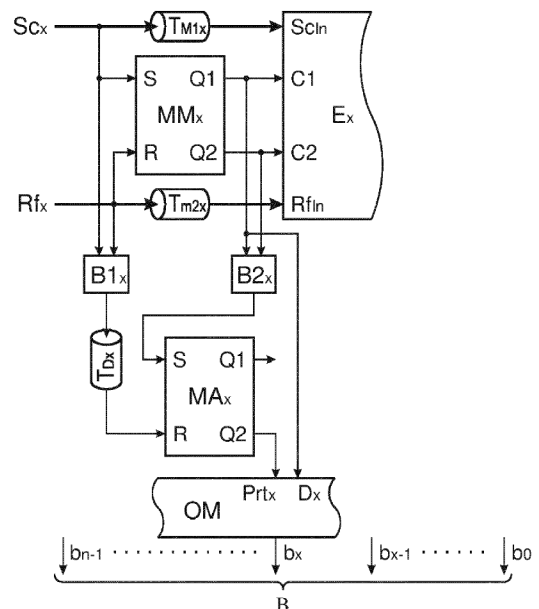 Scx TM1x ScIn
S Q1 C1
MMx Ex
R Q2 C2
Rfx Tm2x RfIn
B1x B2x
TDx
S Q1
MAx
R Q2
Prtx Dx
OM
bn-1 bx bx-1 b0
B